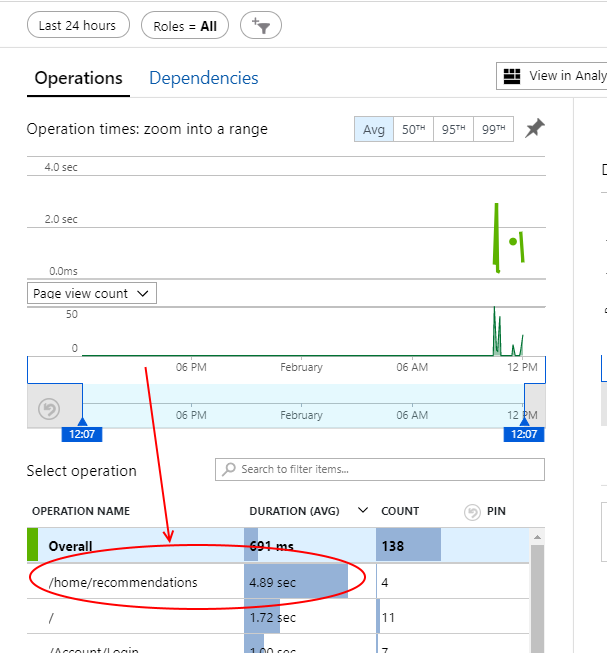 Last 24 hours
Roles = All
Operations
Dependencies
View in Analy
Operation times: zoom into a range
Avg
50TH
95TH
99TH
4.0 sec
2.0 sec
0.0ms
Page view count
50
0
06 PM
February
06 AM
12 PM
06 PM
February
06 AM
12 PM
12:07
12:07
Select operation
Search to filter items...
OPERATION NAME
DURATION (AVG)
COUNT
PIN
Overall
691 ms
138
/home/recommendations
4.89 sec
4
/
1.72 sec
11
/Account/Login
1.00 sec
7